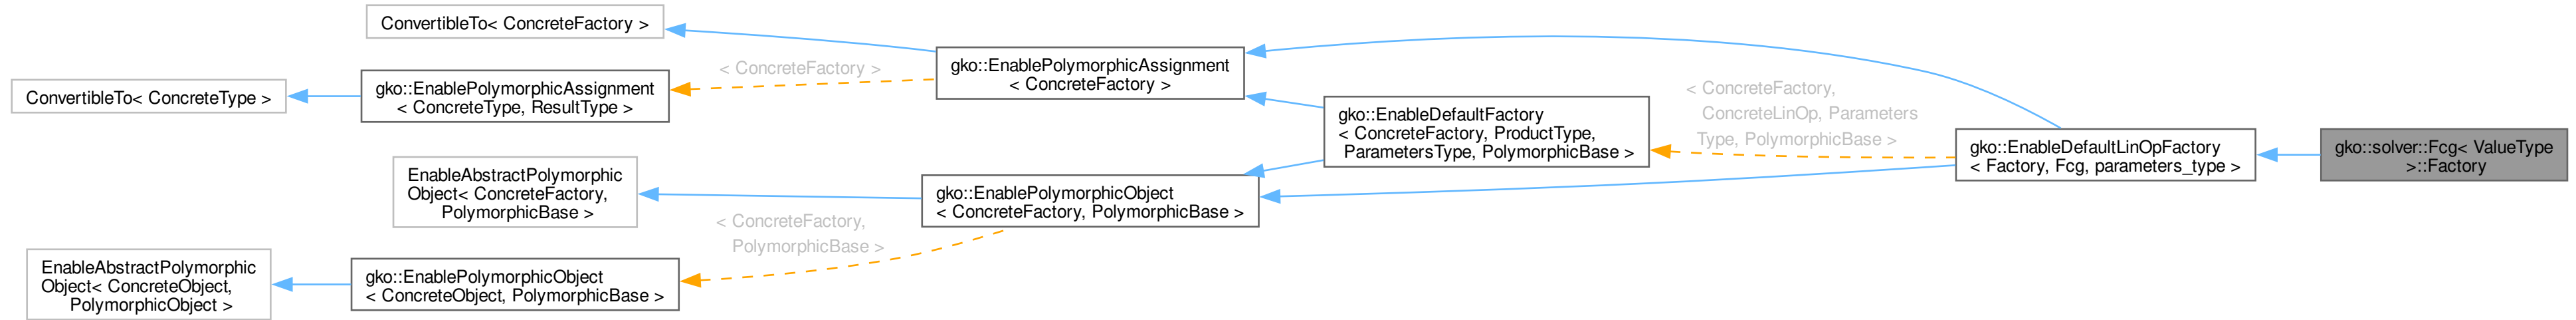 ConvertibleTo< ConcreteFactory >
ConvertibleTo< ConcreteType >
gko::EnablePolymorphicAssignment
< ConcreteType, ResultType >
< ConcreteFactory >
gko::EnablePolymorphicAssignment
< ConcreteFactory >
EnableAbstractPolymorphic
Object< ConcreteFactory,
PolymorphicBase >
EnableAbstractPolymorphic
Object< ConcreteObject,
PolymorphicObject >
gko::EnablePolymorphicObject
< ConcreteObject, PolymorphicBase >
< ConcreteFactory,
PolymorphicBase >
gko::EnablePolymorphicObject
< ConcreteFactory, PolymorphicBase >
gko::EnableDefaultFactory
< ConcreteFactory, ProductType,
ParametersType, PolymorphicBase >
< ConcreteFactory,
ConcreteLinOp, Parameters
Type, PolymorphicBase >
gko::EnableDefaultLinOpFactory
< Factory, Fcg, parameters_type >
gko::solver::Fcg< ValueType
>::Factory